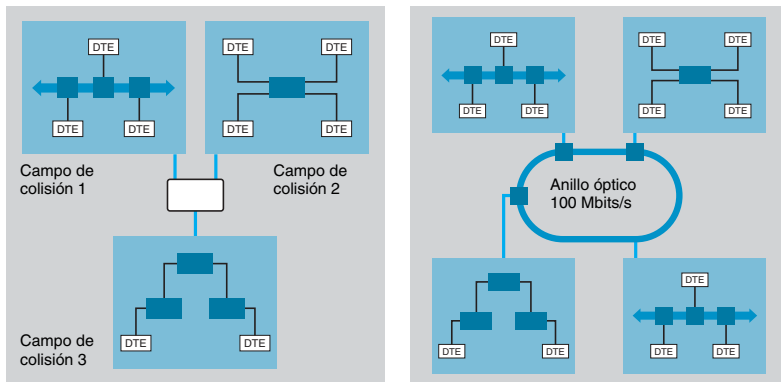 DTE
DTE
DTE
DTE
DTE
DTE
DTE
Campo de
colisión 1
Campo de
colisión 2
Campo de
colisión 3
DTE
DTE
DTE
DTE
DTE
DTE
DTE
DTE
DTE
Anillo óptico
100 Mbits/s
DTE
DTE
DTE
DTE
DTE